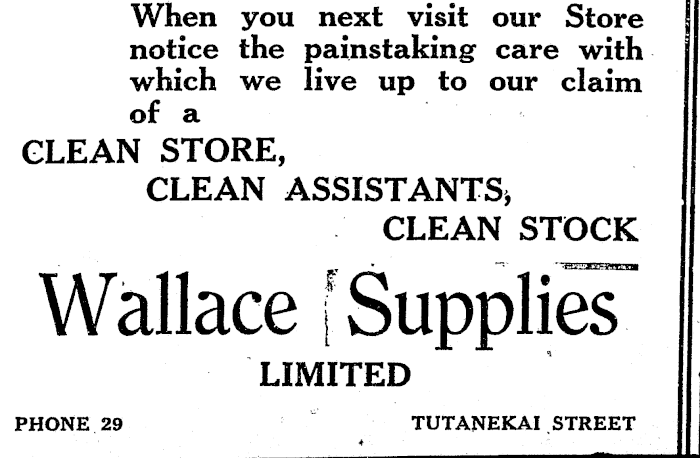 When you next visit our Store
notice the painstaking care with
which we live up to our claim
of a
CLEAN STORE,
CLEAN ASSISTANTS,
CLEAN STOCK
Wallace Supplies
LIMITED
PHONE 29 TUTANEKAI STREET